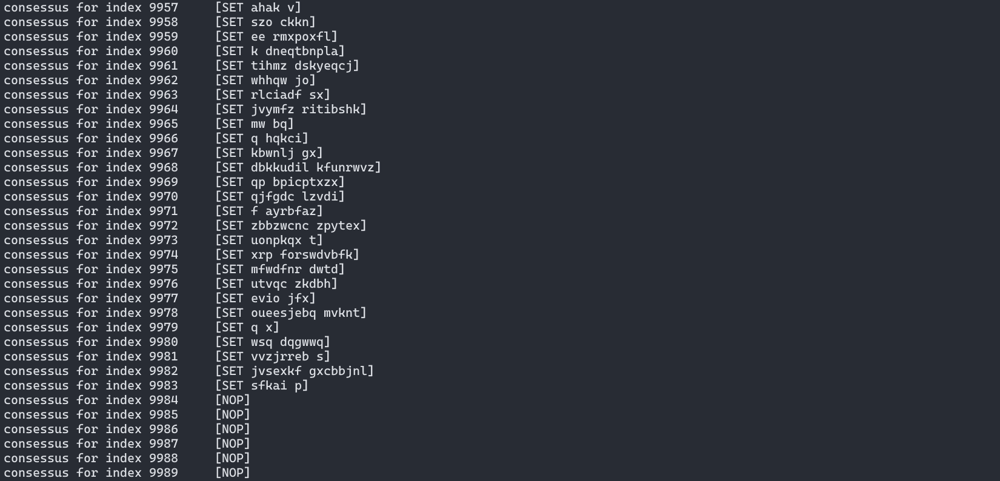 consessus for index 9957     [SET ahak v]
consessus for index 9958     [SET szo ckkn]
consessus for index 9959     [SET ee rmxpoxfl]
consessus for index 9960     [SET k dneqtbnpla]
consessus for index 9961     [SET tihmz dskyeqcj]
consessus for index 9962     [SET whhqw jo]
consessus for index 9963     [SET rlciadf sx]
consessus for index 9964     [SET jvymfz ritibshk]
consessus for index 9965     [SET mw bq]
consessus for index 9966     [SET q hqkci]
consessus for index 9967     [SET kbwnlj gx]
consessus for index 9968     [SET dbkkudil kfunrwvz]
consessus for index 9969     [SET qp bpicptxzx]
consessus for index 9970     [SET qjfgdc lzvdi]
consessus for index 9971     [SET f ayrbfaz]
consessus for index 9972     [SET zbbzwcnc zpytex]
consessus for index 9973     [SET uonpkqx t]
consessus for index 9974     [SET xrp forswdvbfk]
consessus for index 9975     [SET mfwdfnr dwtd]
consessus for index 9976     [SET utvqc zkdbh]
consessus for index 9977     [SET evio jfx]
consessus for index 9978     [SET oueesjebq mvknt]
consessus for index 9979     [SET q x]
consessus for index 9980     [SET wsq dqgwwq]
consessus for index 9981     [SET vvzjrreb s]
consessus for index 9982     [SET jvsexkf gxcbbjnl]
consessus for index 9983     [SET sfkai p]
consessus for index 9984     [NOP]
consessus for index 9985     [NOP]
consessus for index 9986     [NOP]
consessus for index 9987     [NOP]
consessus for index 9988     [NOP]
consessus for index 9989     [NOP]